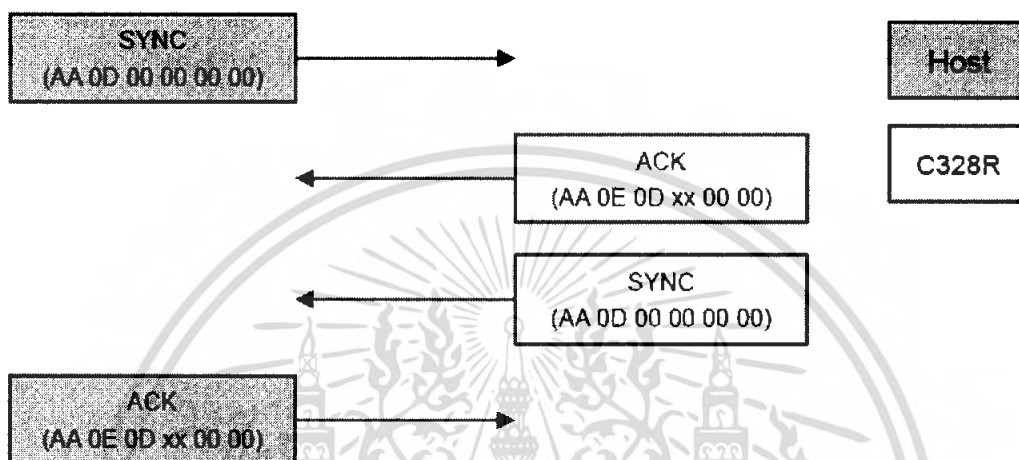 SYNC
(AA 0D 00 00 00 00)
Host
ACK
(AA 0E 0D xx 00 00)
C328R
SYNC
(AA 0D 00 00 00 00)
ACK
(AA 0E 0D xx 00 00)